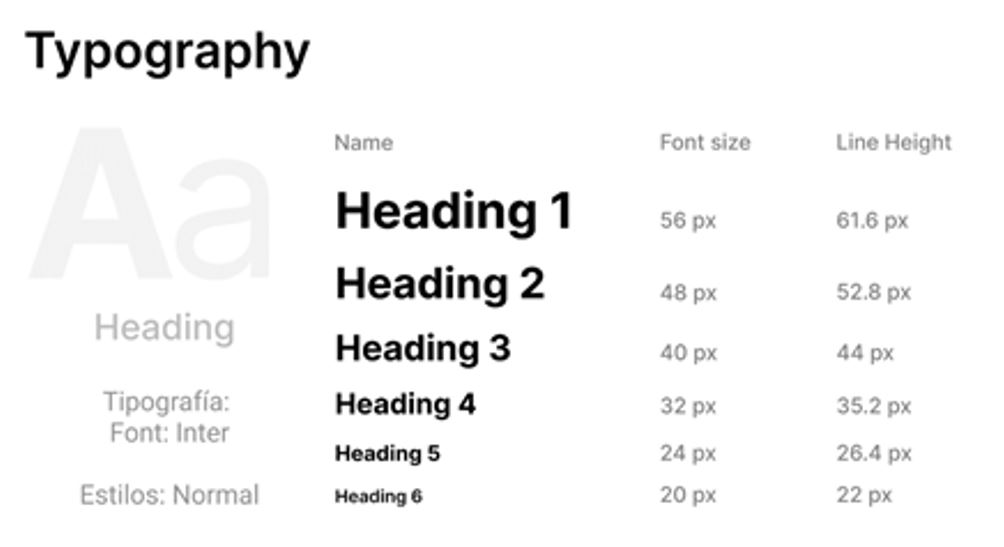 Typography
Aa
Heading
Tipografía:
Font: Inter
Estilos: Normal
Name Font size Line Height
Heading 1 56 px 61.6 px
Heading 2 48 px 52.8 px
Heading 3 40 px 44 px
Heading 4 32 px 35.2 px
Heading 5 24 px 26.4 px
Heading 6 20 px 22 px